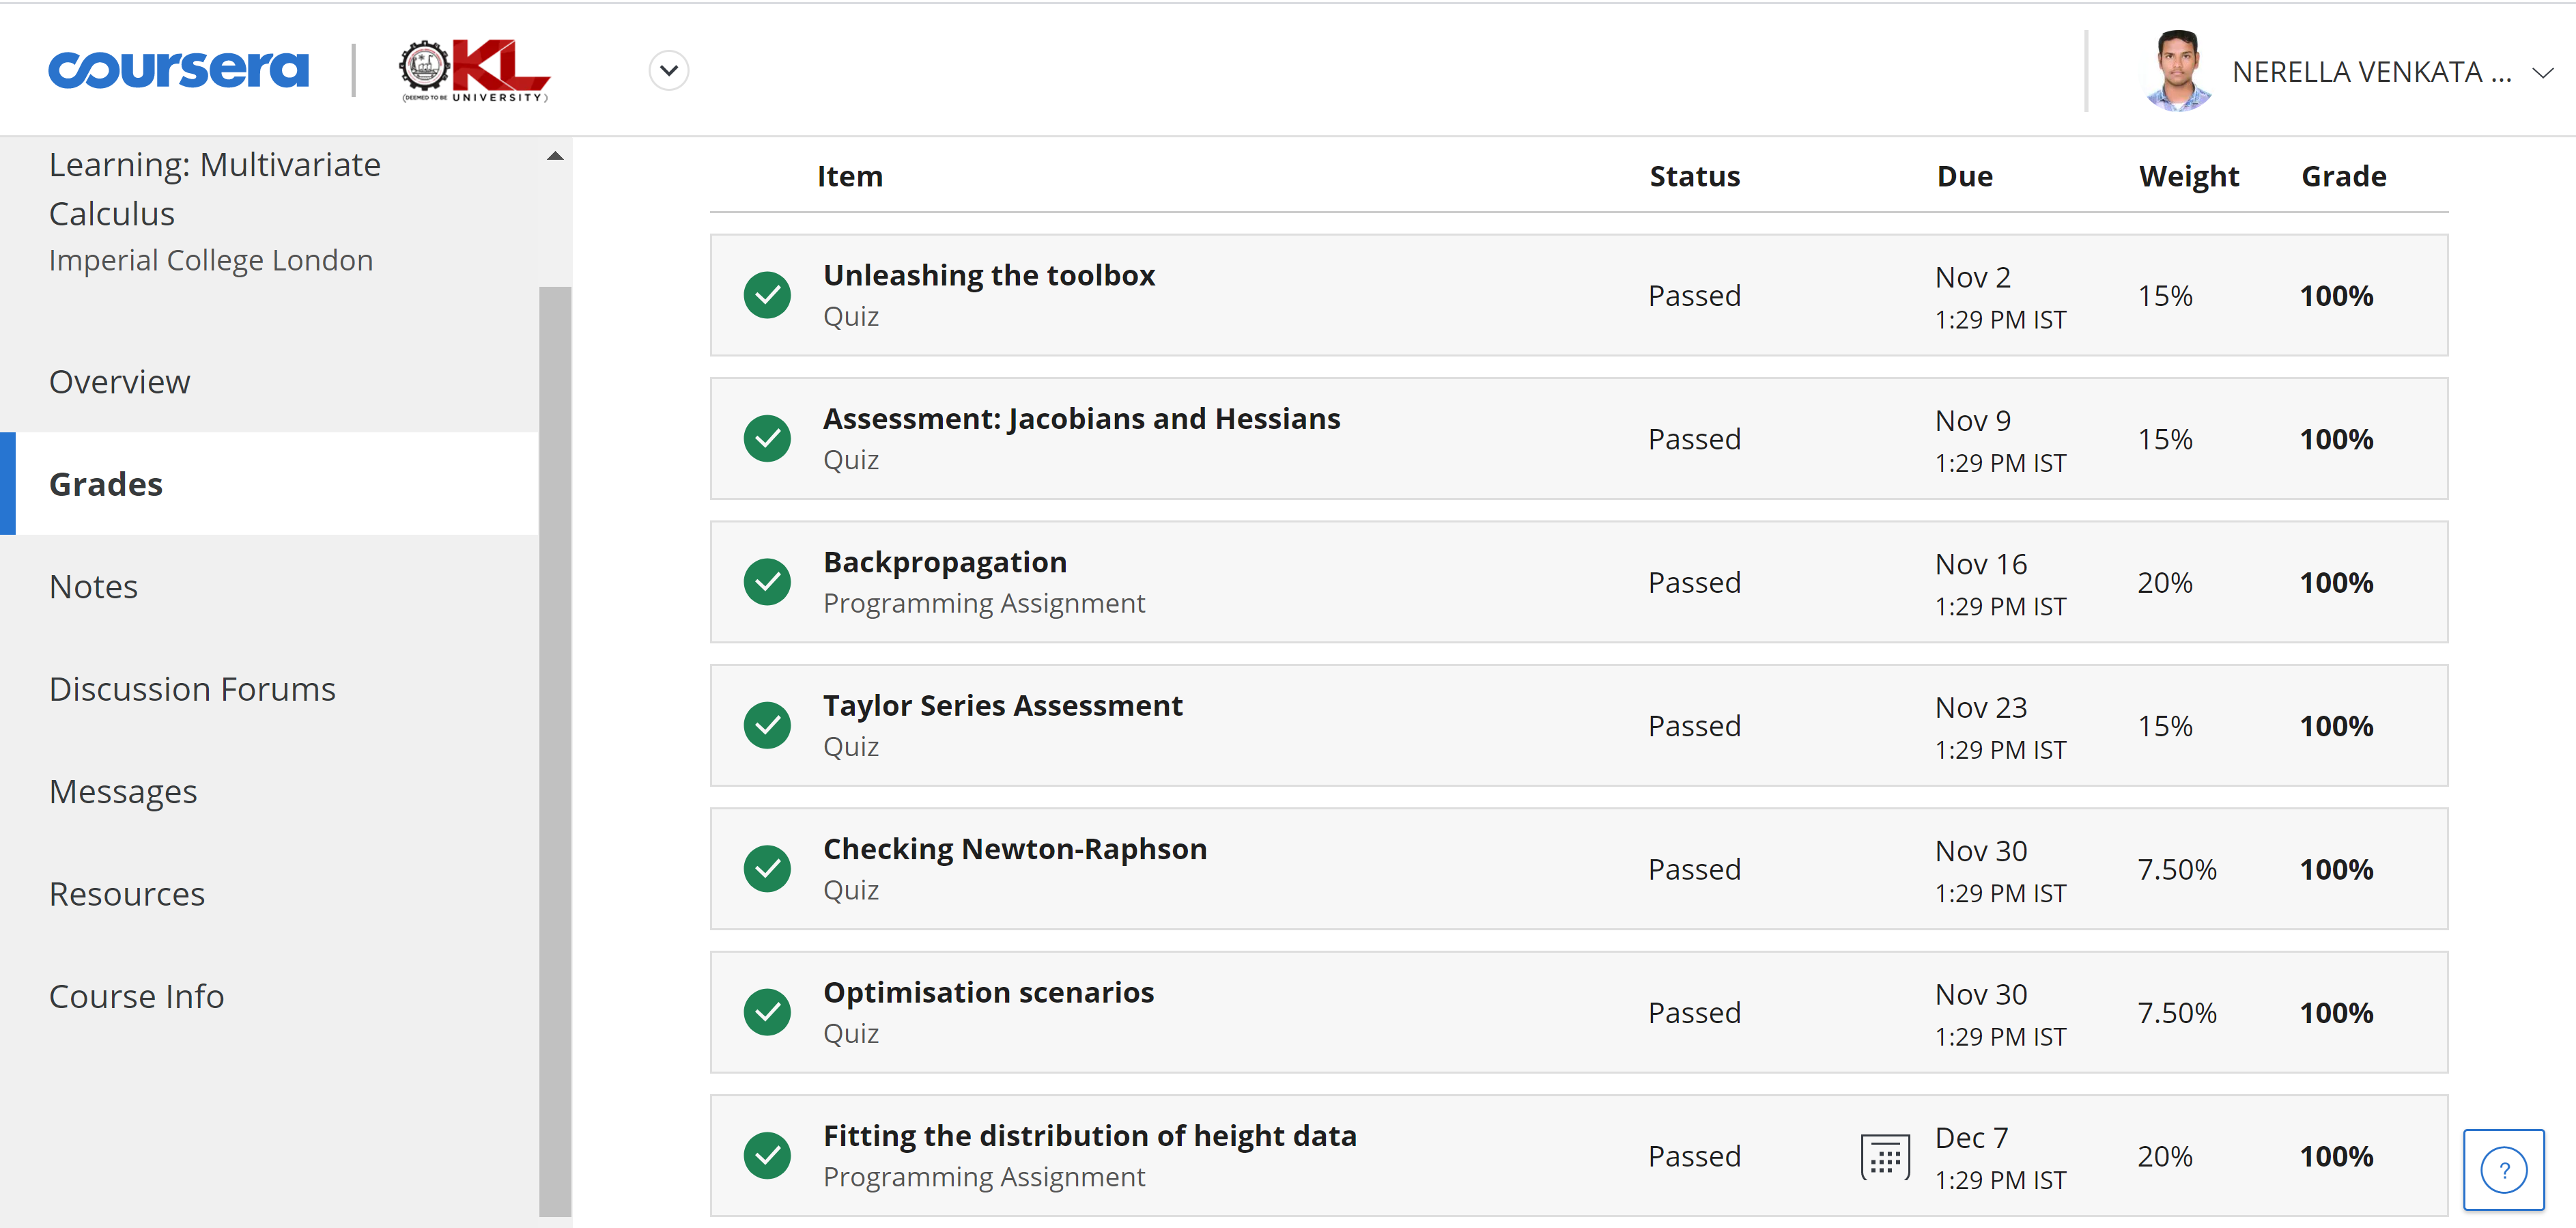 coursera
KL
(DEEMED TO BE UNIVERSITY)
NERELLA VENKATA ...
Learning: Multivariate
Calculus
Imperial College London
Overview
Grades
Notes
Discussion Forums
Messages
Resources
Course Info
Item Status Due Weight Grade
Unleashing the toolbox
Quiz
Passed
Nov 2
1:29 PM IST
15%
100%
Assessment: Jacobians and Hessians
Quiz
Passed
Nov 9
1:29 PM IST
15%
100%
Backpropagation
Programming Assignment
Passed
Nov 16
1:29 PM IST
20%
100%
Taylor Series Assessment
Quiz
Passed
Nov 23
1:29 PM IST
15%
100%
Checking Newton-Raphson
Quiz
Passed
Nov 30
1:29 PM IST
7.50%
100%
Optimisation scenarios
Quiz
Passed
Nov 30
1:29 PM IST
7.50%
100%
Fitting the distribution of height data
Programming Assignment
Passed
Dec 7
1:29 PM IST
20%
100%
?